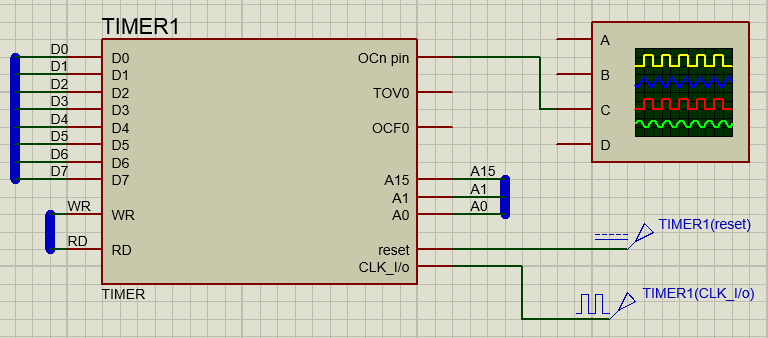 TIMER1
D0 D0 OCn pin A
D1 D1
D2 D2 TOV0 B
D3 D3 C
D4 D4 OCF0
D5 D5 D
D6 D6
D7 D7 A15 A15
A1 A1
WR WR A0 A0
TIMER1(reset)
RD RD reset
CLK_I/o
TIMER TIMER1(CLK_I/o)